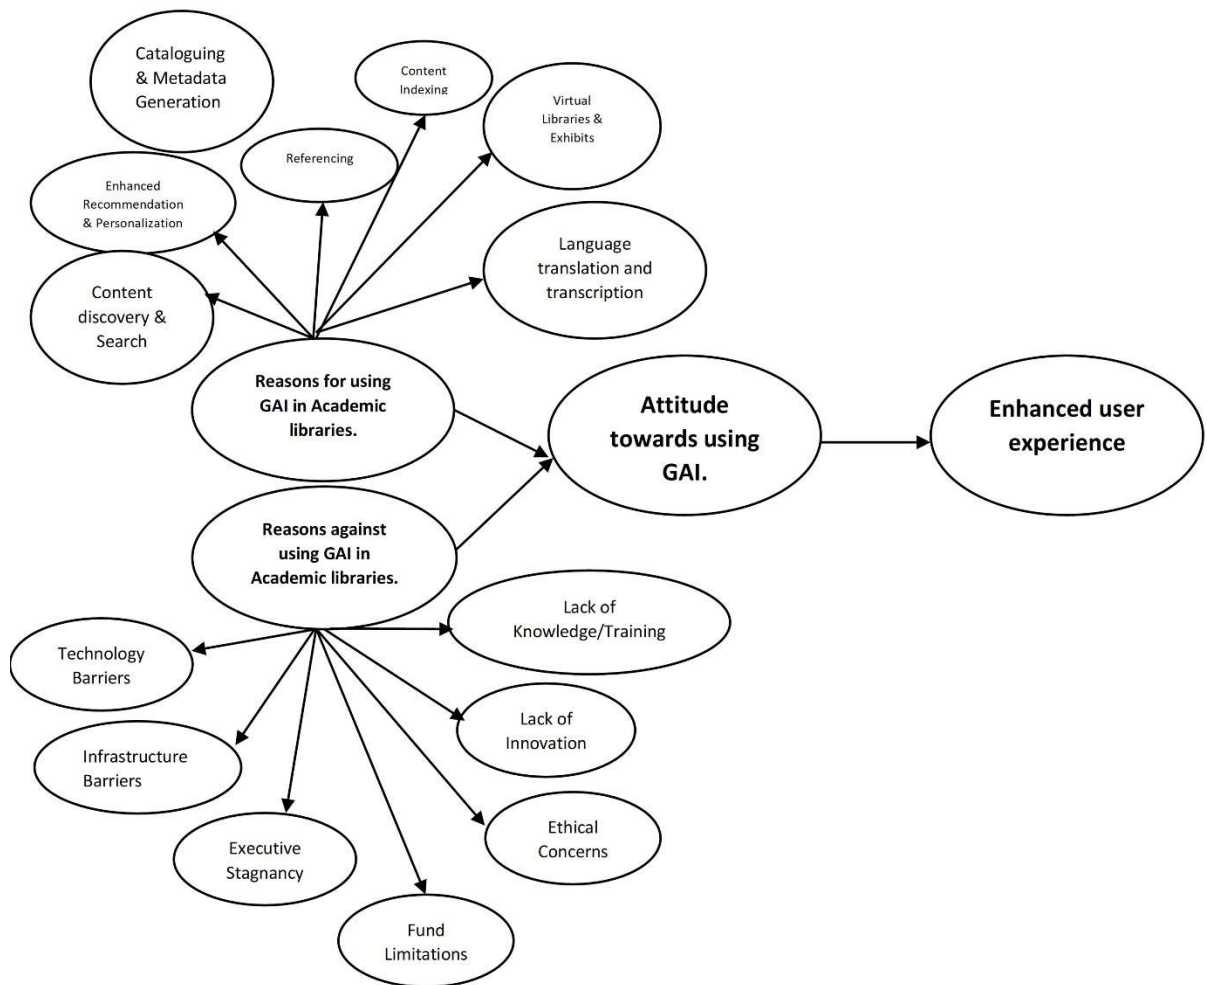 Cataloguing
& Metadata
Generation
Content
Indexing
Virtual
Libraries &
Exhibits
Referencing
Enhanced
Recommendation
& Personalization
Language
translation and
transcription
Content
discovery &
Search
Reasons for using
GAI in Academic
libraries.
Attitude
towards using
GAI.
Enhanced user
experience
Reasons against
using GAI in
Academic libraries.
Lack of
Knowledge/Training
Technology
Barriers
Lack of
Innovation
Infrastructure
Barriers
Ethical
Concerns
Executive
Stagnancy
Fund
Limitations